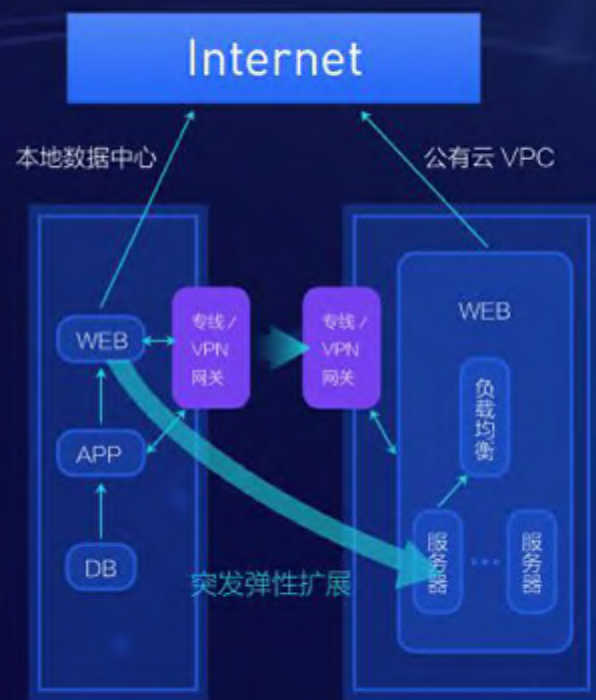 Internet
本地数据中心
公有云 VPC
WEB
专线 /
VPN
网关
专线 /
VPN
网关
WEB
APP
DB
负载均衡
服务器
...
服务器
突发弹性扩展